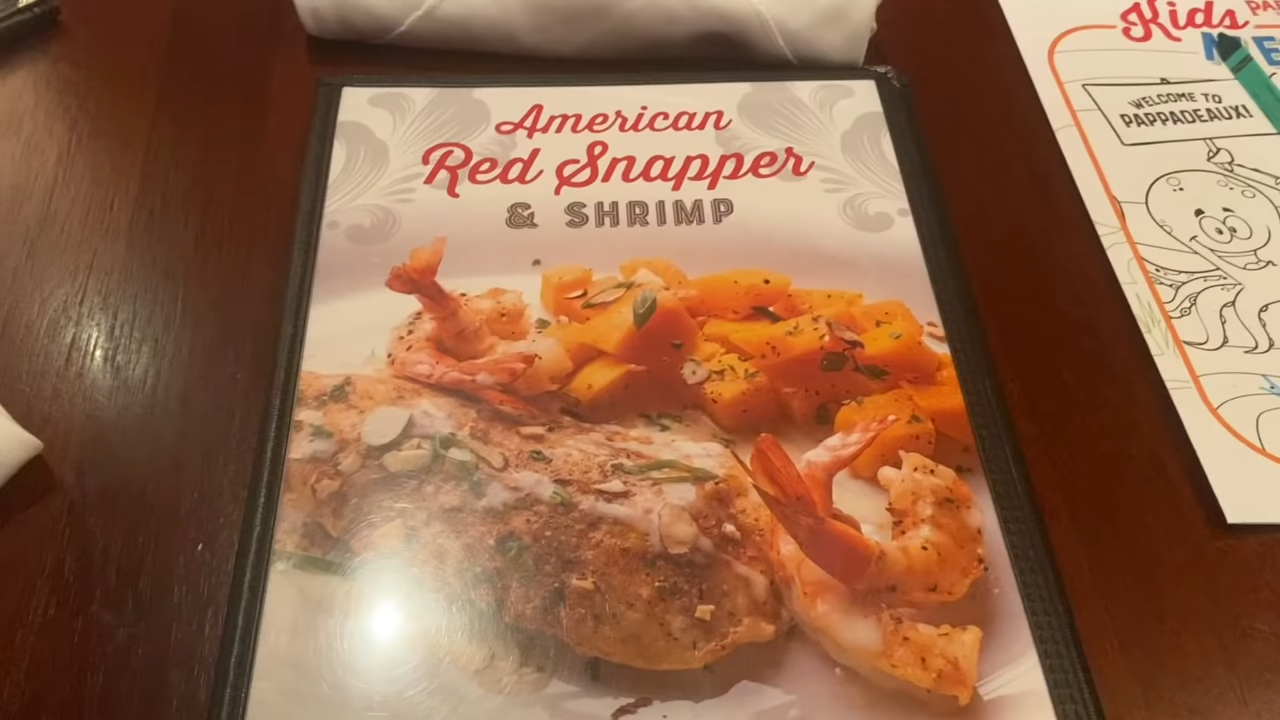 American
Red Snapper
& SHRIMP
Kids
WELCOME TO
PAPPADEAUX!